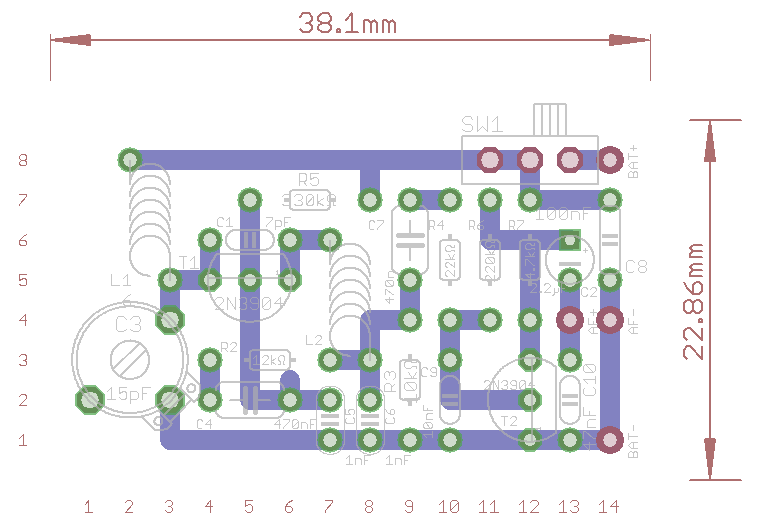 38.1mm
SW1
8
BAT+
R5
7
330kΩ
100nF
C1
7pF
C7
R4
R6
R7
6
T1
22kΩ
220kΩ
4.7kΩ
L1
5
C8
2N3904
470n
2.2µ
C2
22.86mm
C3
4
AF+
AF-
L2
R2
3
12kΩ
R3
10kΩ
C9
2N3904
C10
15pF
2
C4
470nF
C5
C6
10nF
T2
47nF
1
1nF
1nF
BAT-
1 2 3 4 5 6 7 8 9 10 11 12 13 14